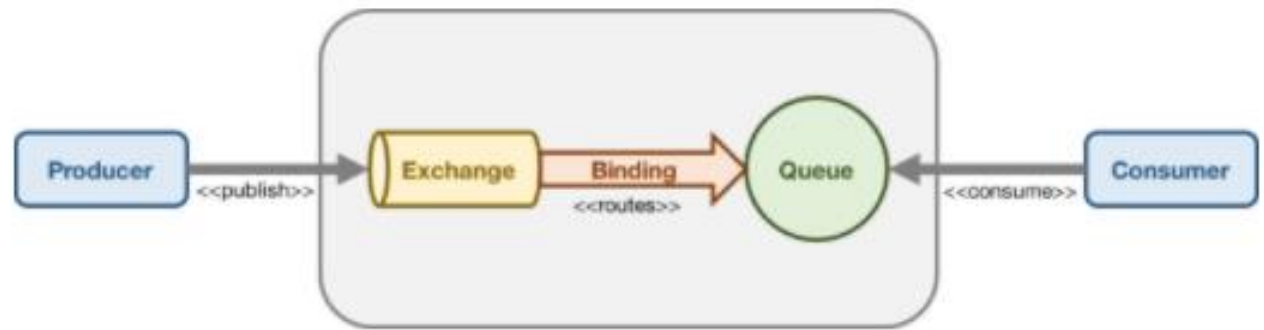 Producer
<<publish>>
Exchange
Binding
<<routes>>
Queue
<<consume>>
Consumer